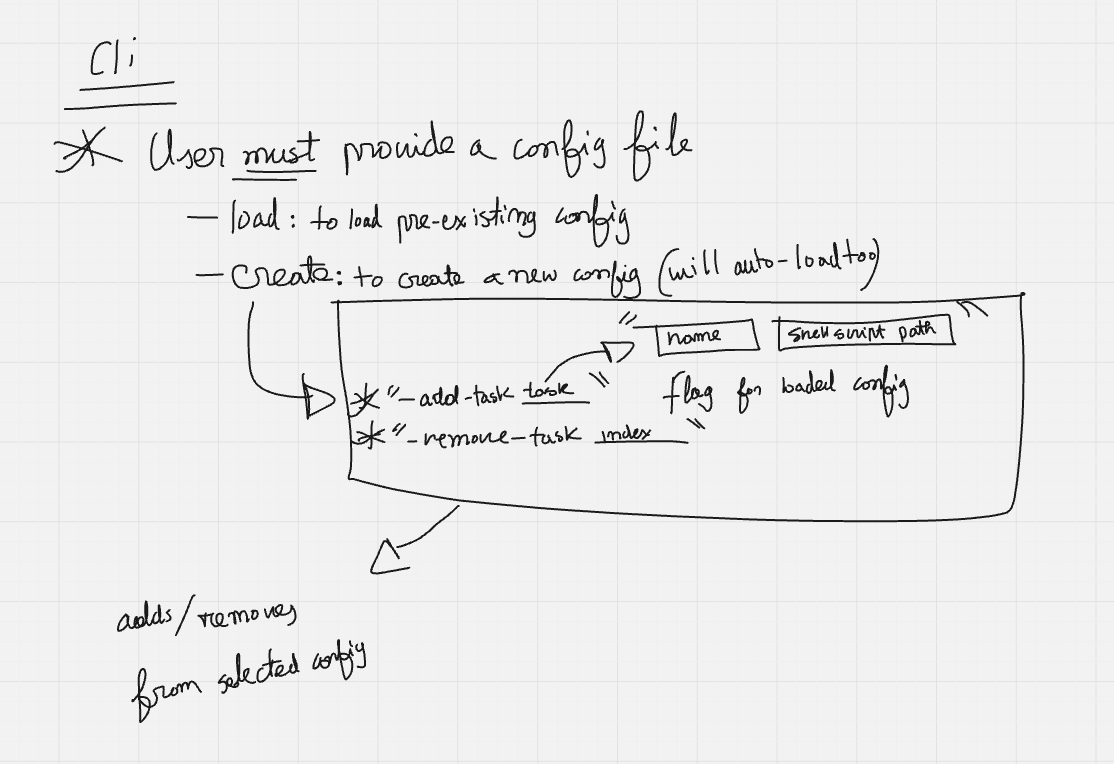 Cli
* User must provide a config file
– load: to load pre-existing config
– create: to create a new config (will auto-load too)
" name shell script path "
* "-add-task task "
flag for loaded config
* "-remove-task index "
adds/removes
from selected config